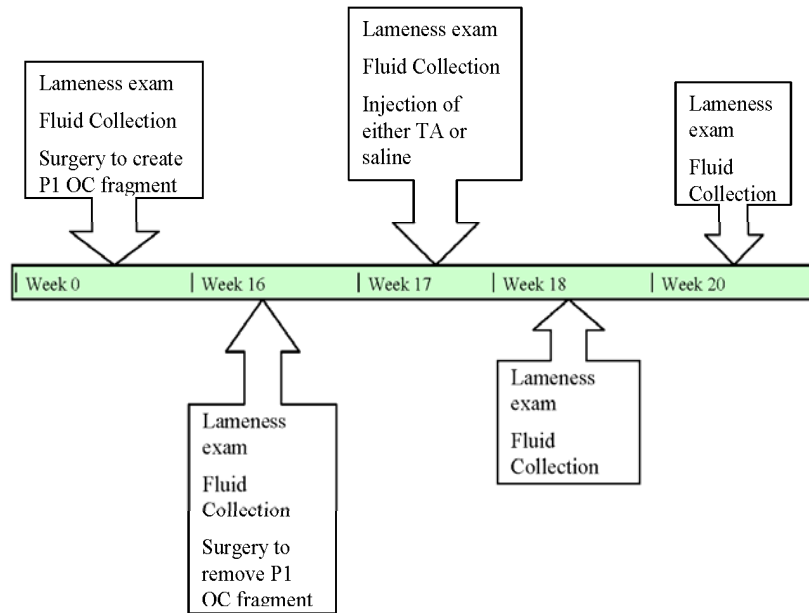 Lameness exam
Fluid Collection
Surgery to create
P1 OC fragment
Lameness exam
Fluid Collection
Injection of
either TA or
saline
Lameness
exam
Fluid
Collection
Week 0
Week 16
Week 17
Week 18
Week 20
Lameness
exam
Fluid
Collection
Surgery to
remove P1
OC fragment
Lameness
exam
Fluid
Collection